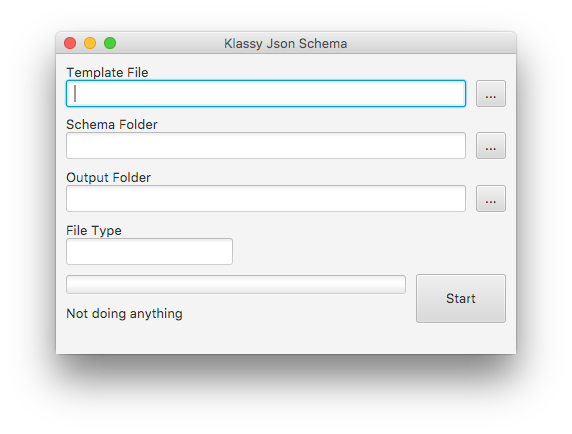 Klassy Json Schema
Template File
...
Schema Folder
...
Output Folder
...
File Type
Start
Not doing anything